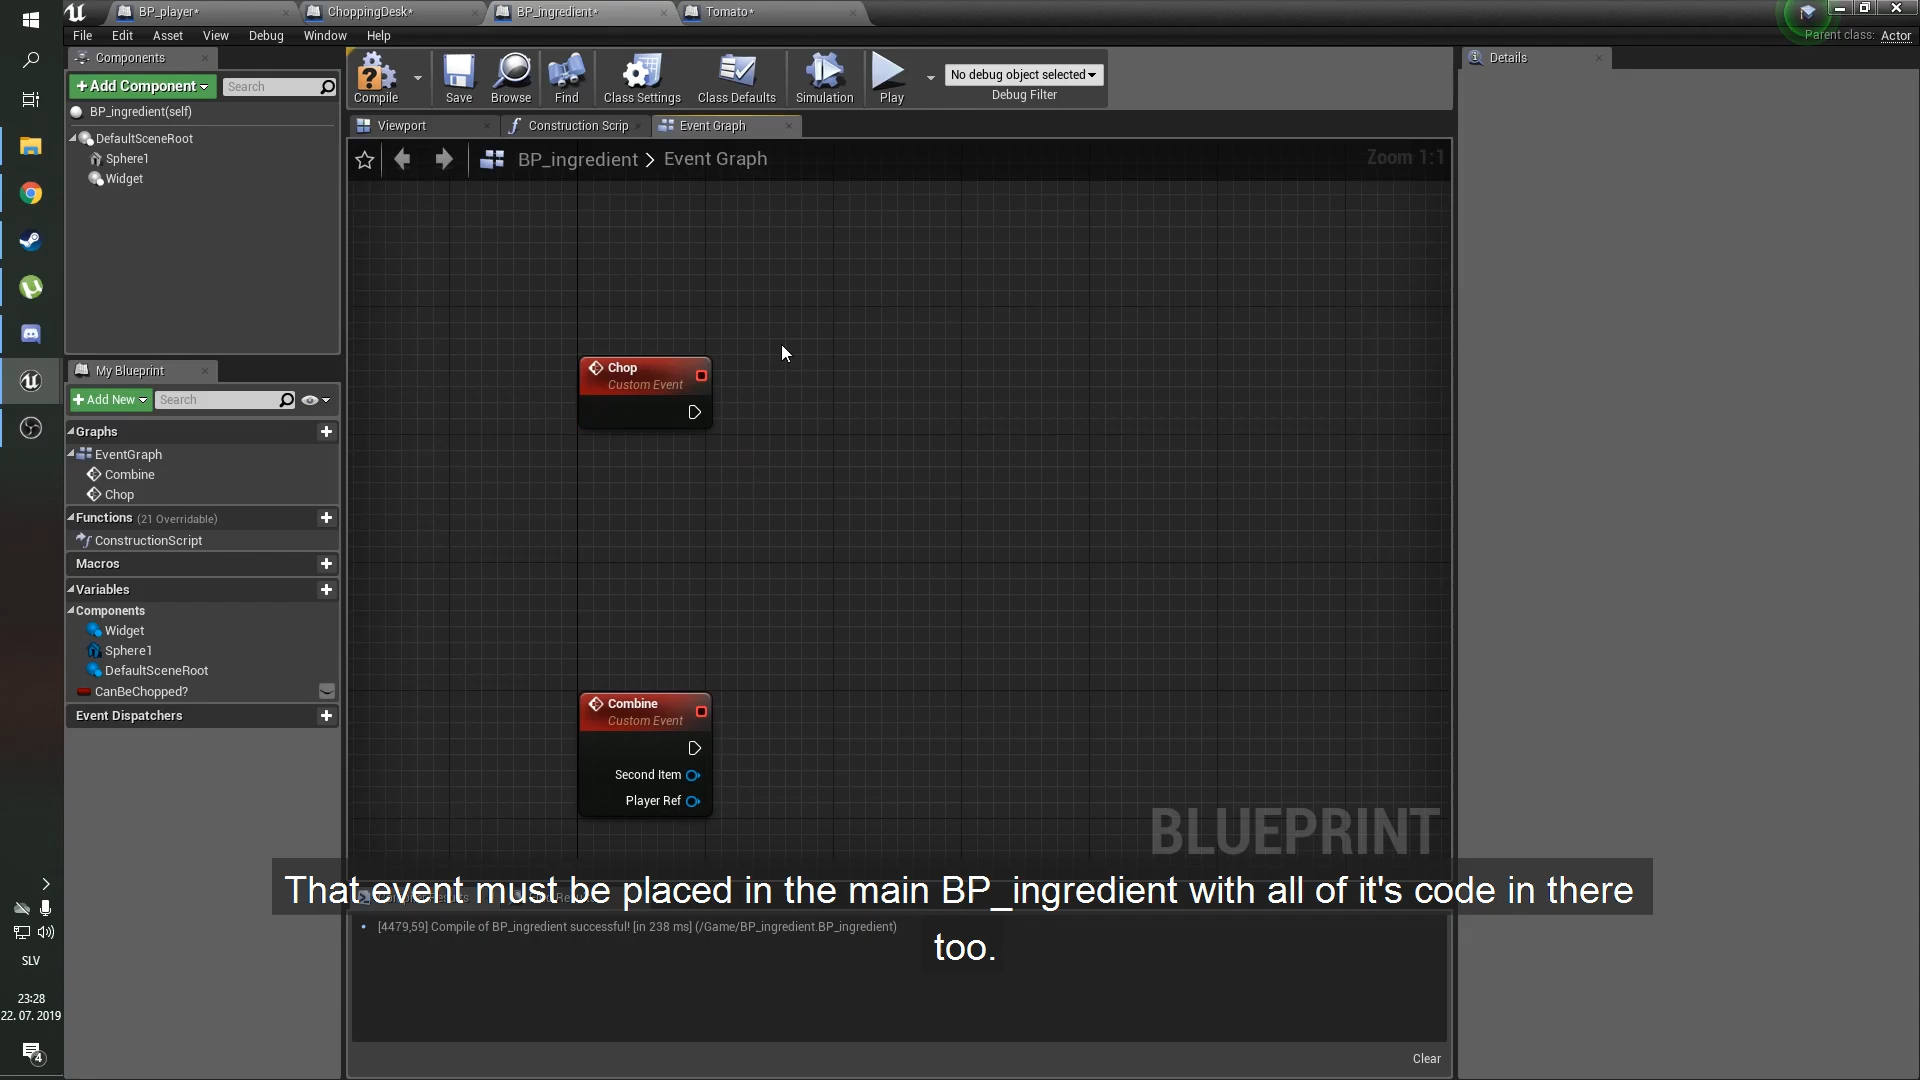 BP_player*
ChoppingDesk*
BP_ingredient*
Tomato*
File Edit Asset View Debug Window Help
Parent class: Actor
Components
Details
+Add Component
Search
BP_ingredient(self)
DefaultSceneRoot
Sphere1
Widget
Compile
Save
Browse
Find
Class Settings
Class Defaults
Simulation
Play
No debug object selected
Debug Filter
Viewport
Construction Scrip
Event Graph
BP_ingredient > Event Graph
Zoom 1:1
Chop
Custom Event
My Blueprint
+Add New
Search
Graphs
EventGraph
Combine
Chop
Functions (21 Overridable)
ConstructionScript
Macros
Variables
Components
Widget
Sphere1
DefaultSceneRoot
CanBeChopped?
Event Dispatchers
Combine
Custom Event
Second Item
Player Ref
BLUEPRINT
That event must be placed in the main BP_ingredient with all of it's code in there
too.
[4479,59] Compile of BP_ingredient successful! [in 238 ms] (/Game/BP_ingredient.BP_ingredient)
Clear
SLV
23:28
22. 07. 2019
4